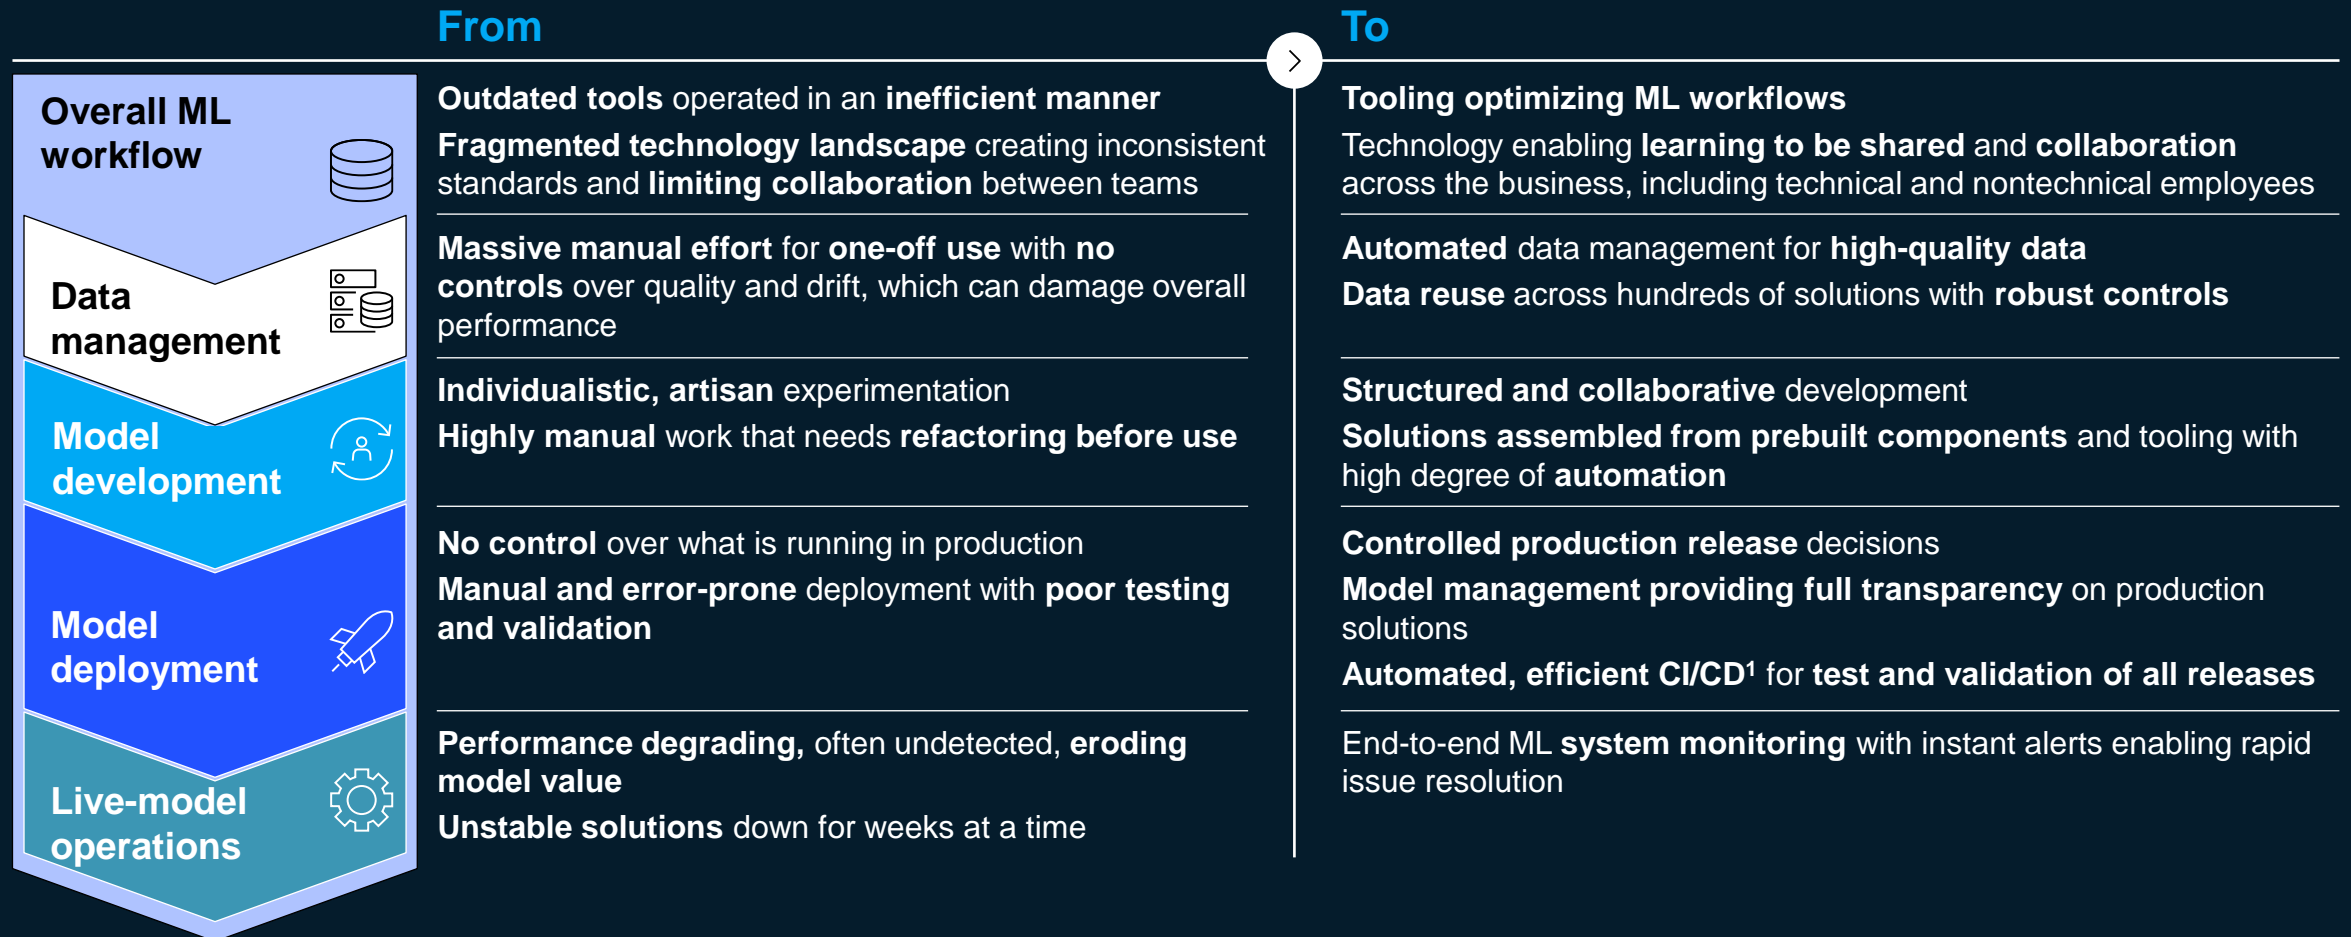 From
To
Overall ML
workflow
Outdated tools operated in an inefficient manner
Fragmented technology landscape creating inconsistent
standards and limiting collaboration between teams
Tooling optimizing ML workflows
Technology enabling learning to be shared and collaboration
across the business, including technical and nontechnical employees
Data
management
Massive manual effort for one-off use with no
controls over quality and drift, which can damage overall
performance
Automated data management for high-quality data
Data reuse across hundreds of solutions with robust controls
Model
development
Individualistic, artisan experimentation
Highly manual work that needs refactoring before use
Structured and collaborative development
Solutions assembled from prebuilt components and tooling with
high degree of automation
Model
deployment
No control over what is running in production
Manual and error-prone deployment with poor testing
and validation
Controlled production release decisions
Model management providing full transparency on production
solutions
Automated, efficient CI/CD¹ for test and validation of all releases
Live-model
operations
Performance degrading, often undetected, eroding
model value
Unstable solutions down for weeks at a time
End-to-end ML system monitoring with instant alerts enabling rapid
issue resolution